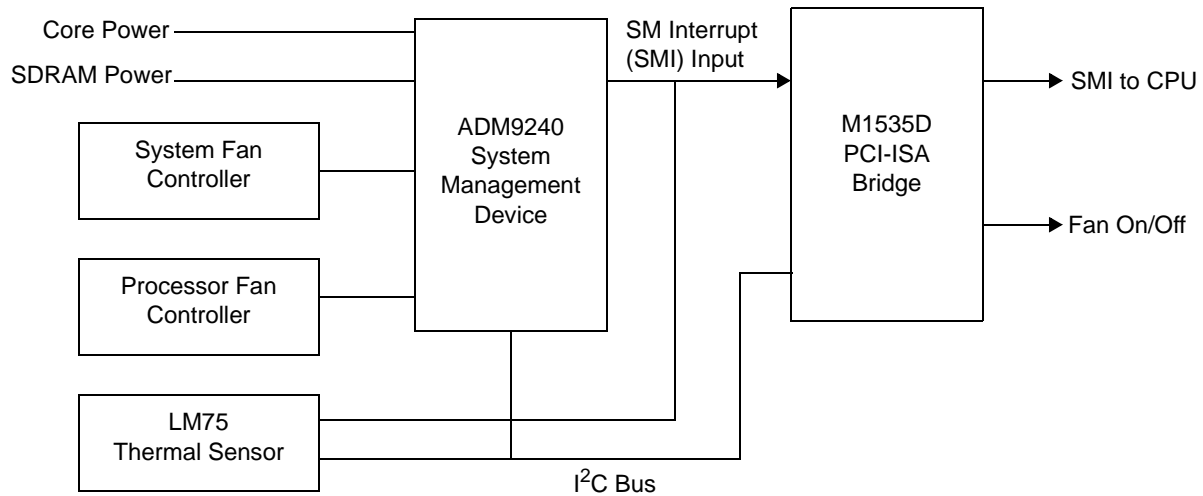 Core Power
SDRAM Power
System Fan
Controller
Processor Fan
Controller
LM75
Thermal Sensor
ADM9240
System
Management
Device
SM Interrupt
(SMI) Input
I²C Bus
M1535D
PCI-ISA
Bridge
SMI to CPU
Fan On/Off